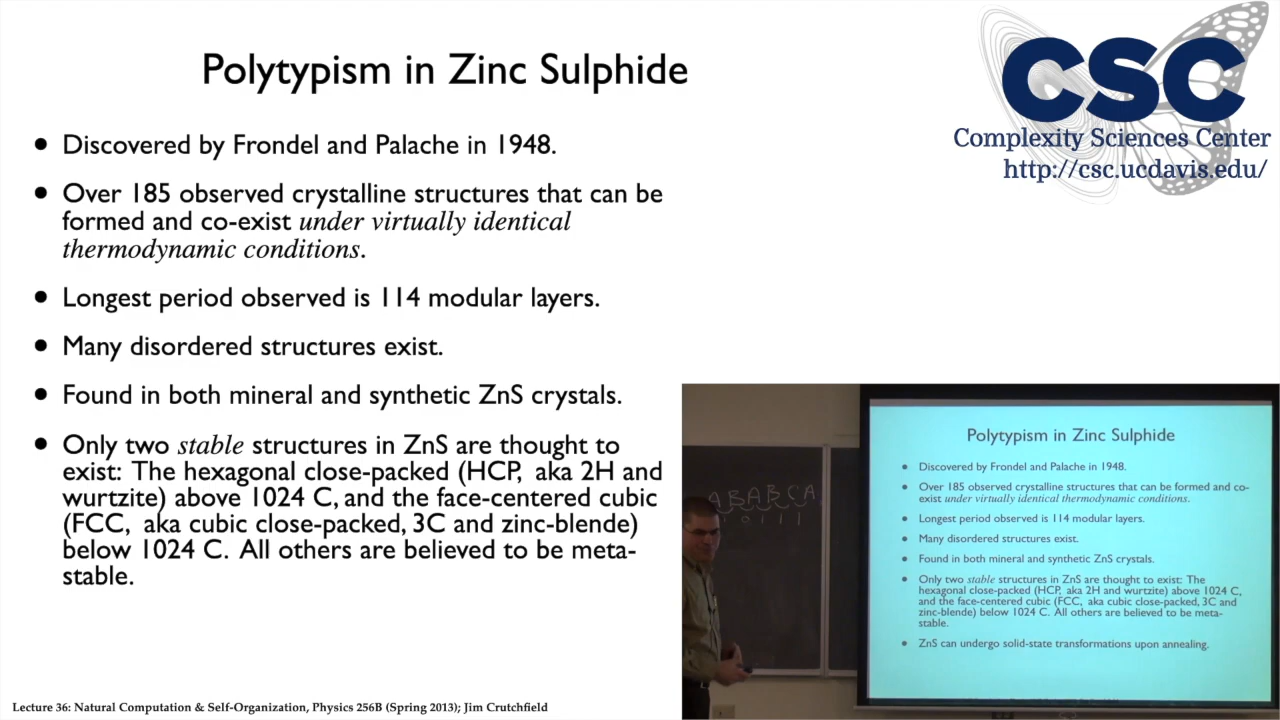 Polytypism in Zinc Sulphide
• Discovered by Frondel and Palache in 1948.
• Over 185 observed crystalline structures that can be
formed and co-exist under virtually identical
thermodynamic conditions.
• Longest period observed is 114 modular layers.
• Many disordered structures exist.
• Found in both mineral and synthetic ZnS crystals.
• Only two stable structures in ZnS are thought to
exist: The hexagonal close-packed (HCP, aka 2H and
wurtzite) above 1024 C, and the face-centered cubic
(FCC, aka cubic close-packed, 3C and zinc-blende)
below 1024 C. All others are believed to be meta-
stable.
CSC
Complexity Sciences Center
http://csc.ucdavis.edu/
ABABCA
0111
Polytypism in Zinc Sulphide
• Discovered by Frondel and Palache in 1948.
• Over 185 observed crystalline structures that can be formed and co-
exist under virtually identical thermodynamic conditions.
• Longest period observed is 114 modular layers.
• Many disordered structures exist.
• Found in both mineral and synthetic ZnS crystals.
• Only two stable structures in ZnS are thought to exist: The
hexagonal close-packed (HCP, aka 2H and wurtzite) above 1024 C,
and the face-centered cubic (FCC, aka cubic close-packed, 3C and
zinc-blende) below 1024 C. All others are believed to be meta-
stable.
• ZnS can undergo solid-state transformations upon annealing.
Lecture 36: Natural Computation & Self-Organization, Physics 256B (Spring 2013); Jim Crutchfield